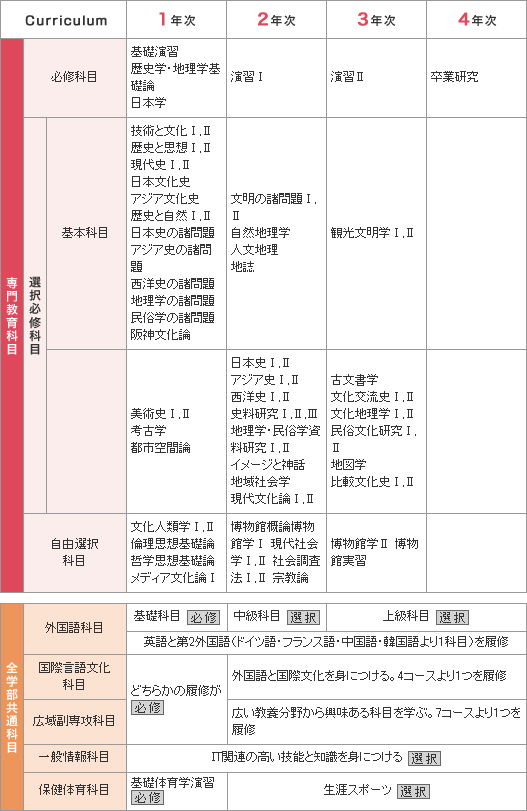 Curriculum
1年次
2年次
3年次
4年次
専門教育科目
必修科目
基礎演習
歴史学・地理学基
礎論
日本学
演習Ⅰ
演習Ⅱ
卒業研究
選択必修科目
基本科目
技術と文化Ⅰ.Ⅱ
歴史と思想Ⅰ.Ⅱ
現代史Ⅰ.Ⅱ
日本文化史
アジア文化史
歴史と自然Ⅰ.Ⅱ
日本史の諸問題
アジア史の諸問
題
西洋史の諸問題
地理学の諸問題
民俗学の諸問題
阪神文化論
文明の諸問題Ⅰ.
Ⅱ
自然地理学
人文地理
地誌
観光文明学Ⅰ.Ⅱ
美術史Ⅰ.Ⅱ
考古学
都市空間論
日本史Ⅰ.Ⅱ
アジア史Ⅰ.Ⅱ
西洋史Ⅰ.Ⅱ
史料研究Ⅰ.Ⅱ.Ⅲ
地理学・民俗学資
料研究Ⅰ.Ⅱ
イメージと神話
地域社会学
現代文化論Ⅰ.Ⅱ
古文書学
文化交流史Ⅰ.Ⅱ
文化地理学Ⅰ.Ⅱ
民俗文化研究Ⅰ.
Ⅱ
地図学
比較文化史Ⅰ.Ⅱ
自由選択
科目
文化人類学Ⅰ.Ⅱ
倫理思想基礎論
哲学思想基礎論
メディア文化論Ⅰ
博物館概論博物
館学Ⅰ 現代社会
学Ⅰ.Ⅱ 社会調査
法Ⅰ.Ⅱ 宗教論
博物館学Ⅱ 博物
館実習
全学部共通科目
外国語科目
基礎科目 必修
中級科目 選択
上級科目 選択
英語と第2外国語(ドイツ語・フランス語・中国語・韓国語より1科目)を履修
国際言語文化
科目
どちらかの履修が
必修
外国語と国際文化を身につける。4コースより1つを履修
広域副専攻科目
広い教養分野から興味ある科目を学ぶ。7コースより1つを
履修
一般情報科目
IT関連の高い技能と知識を身につける 選択
保健体育科目
基礎体育学演習
必修
生涯スポーツ 選択